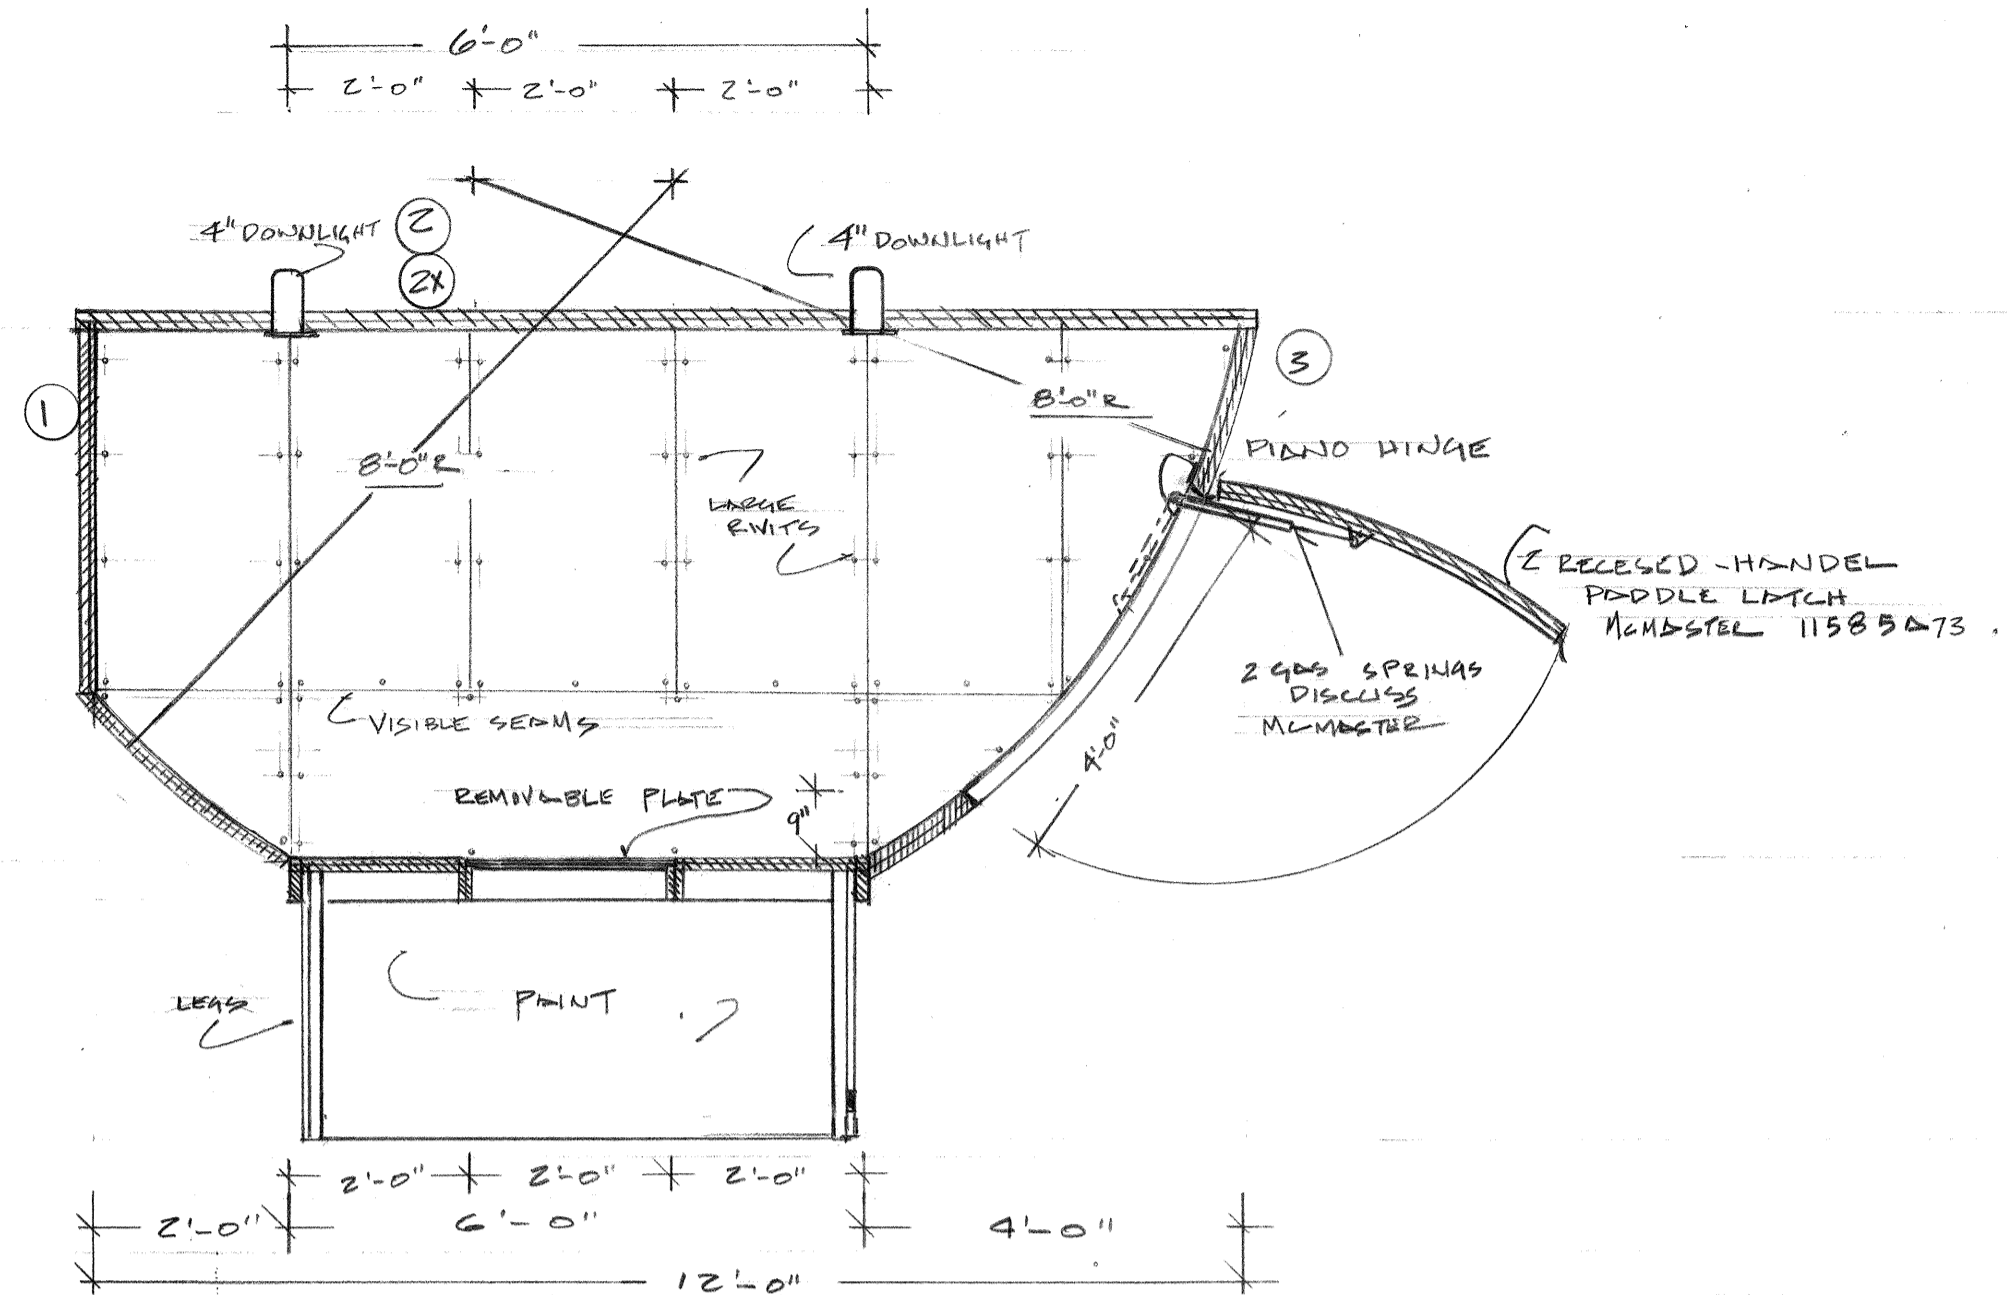 6'-0"
2'-0" 2'-0" 2'-0"
4" DOWNLIGHT
2
2X
4" DOWNLIGHT
3
1
8'-0" R
8'-0" R
PIANO HINGE
LARGE
RIVITS
2 RECESED - HANDEL
PADDLE LATCH
MCMASTER 11585A73.
2 GAS SPRINGS
DISCUSS
MCMASTER
4'-0"
VISIBLE SEAMS
REMOVABLE PLATE
9"
LEGS
PAINT
2'-0" 2'-0" 2'-0"
2'-0" 6'-0" 4'-0"
12'-0"